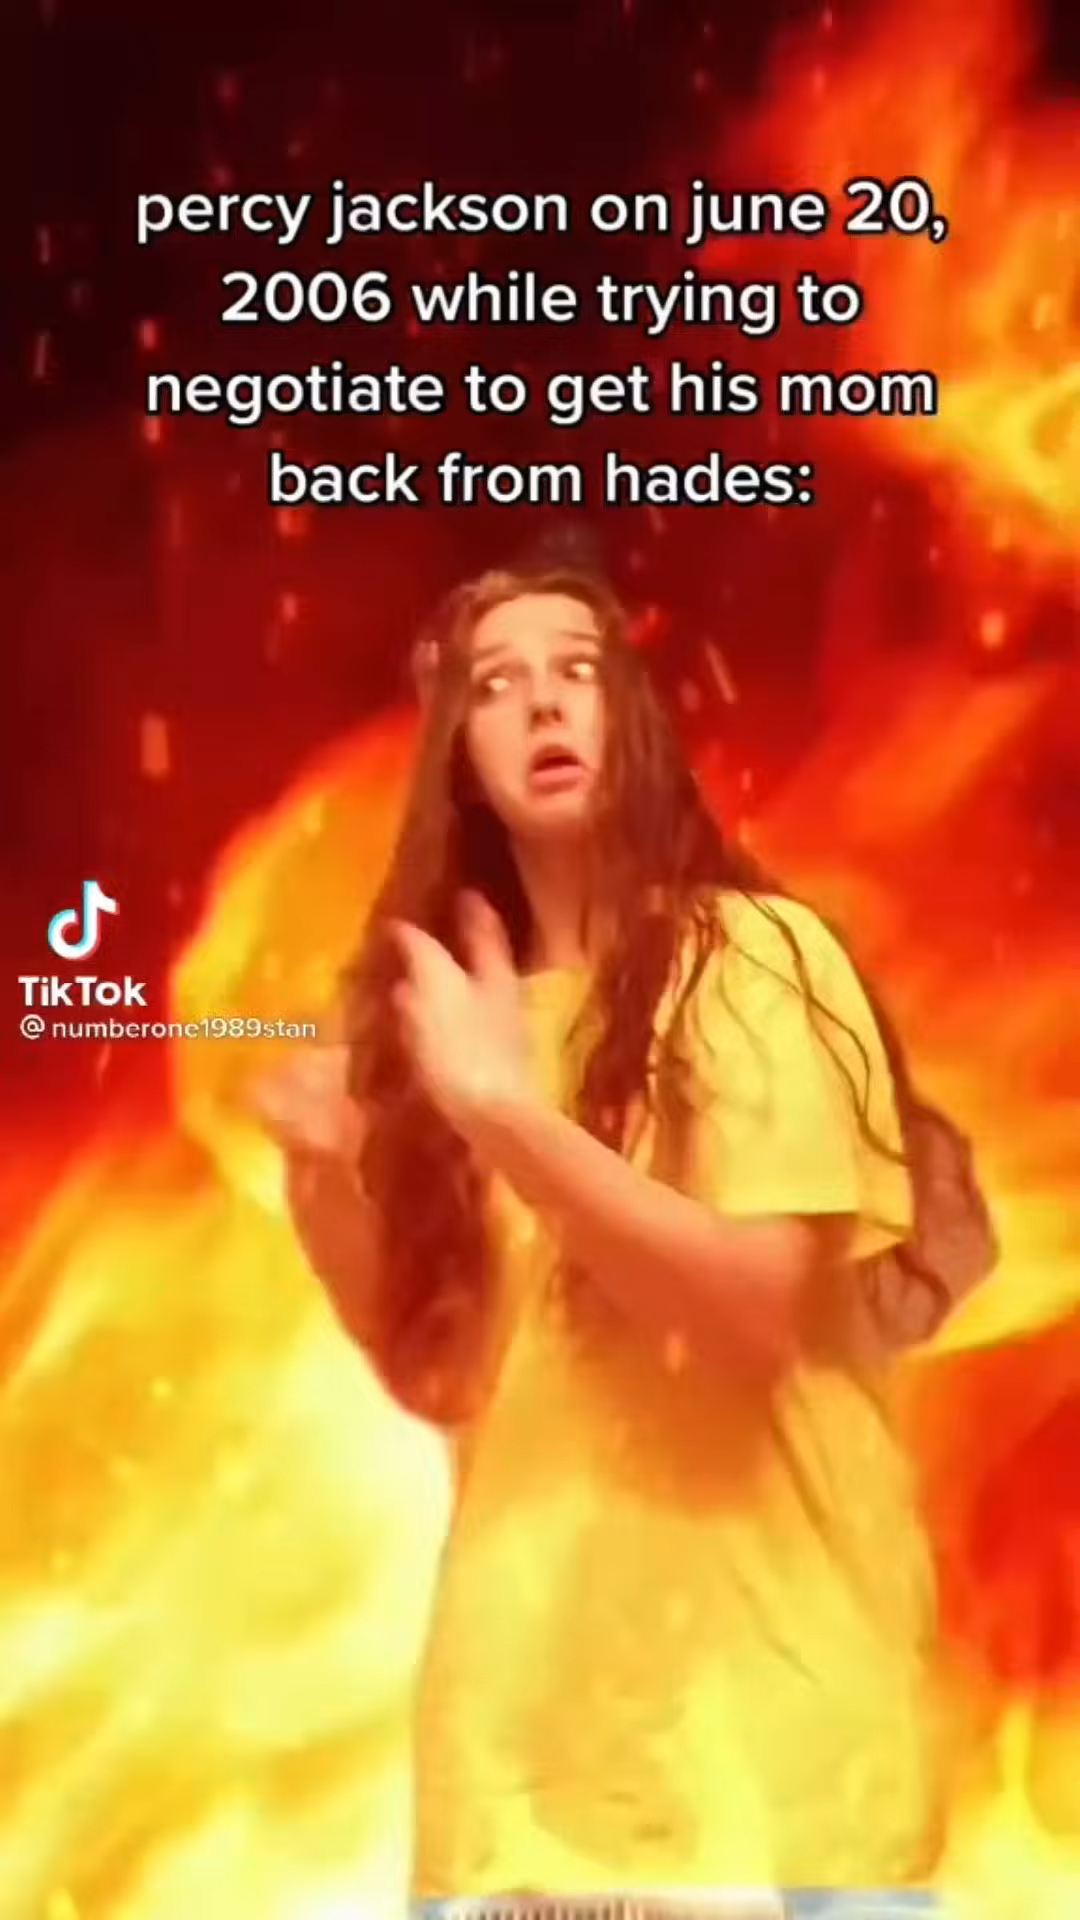 percy jackson on june 20,
2006 while trying to
negotiate to get his mom
back from hades:
TikTok
@numberone1989stan